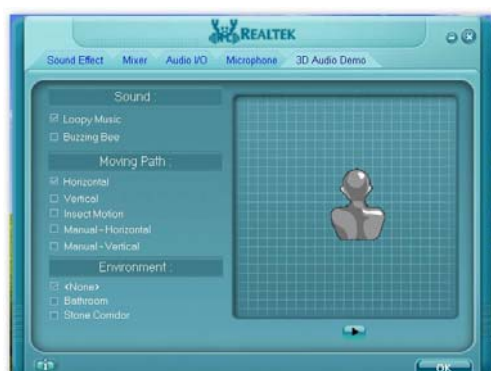 REALTEK
Sound Effect Mixer Audio I/O Microphone 3D Audio Demo
Sound :
Loopy Music
Buzzing Bee
Moving Path :
Horizontal
Vertical
Insect Motion
Manual-Horizontal
Manual-Vertical
Environment :
<None>
Bathroom
Stone Corridor
OK